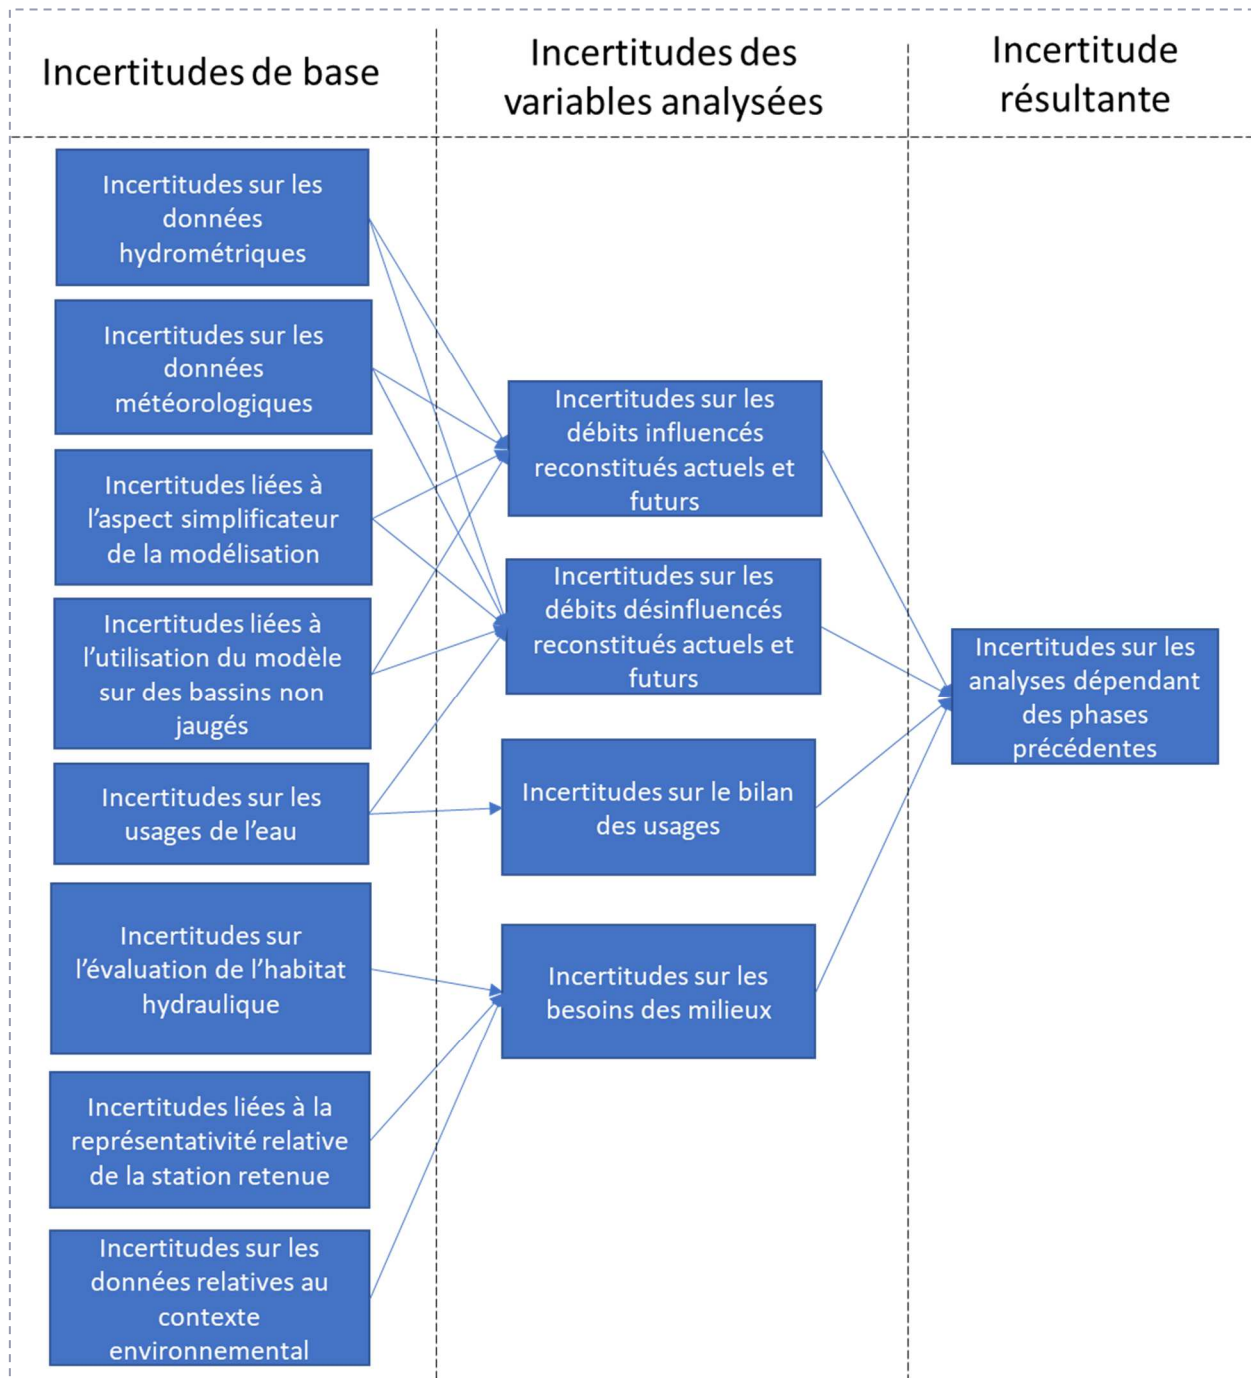 Incertitudes de base
Incertitudes des
variables analysées
Incertitude
résultante
Incertitudes sur les
données
hydrométriques
Incertitudes sur les
données
météorologiques
Incertitudes liées à
l’aspect simplificateur
de la modélisation
Incertitudes liées à
l’utilisation du modèle
sur des bassins non
jaugés
Incertitudes sur les
usages de l’eau
Incertitudes sur
l’évaluation de l’habitat
hydraulique
Incertitudes liées à la
représentativité relative
de la station retenue
Incertitudes sur les
données relatives au
contexte
environnemental
Incertitudes sur les
débits influencés
reconstitués actuels et
futurs
Incertitudes sur les
débits désinfluencés
reconstitués actuels et
futurs
Incertitudes sur le bilan
des usages
Incertitudes sur les
besoins des milieux
Incertitudes sur les
analyses dépendant
des phases
précédentes